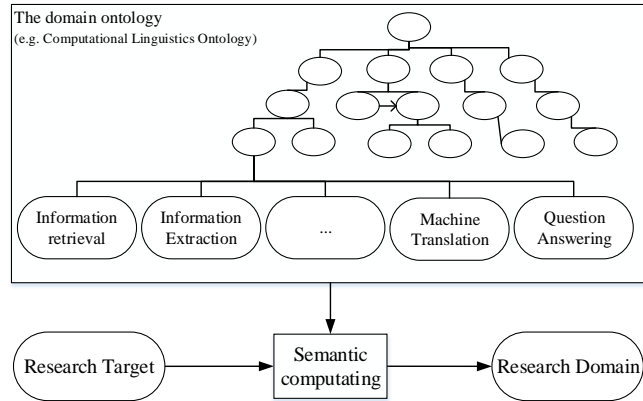 The domain ontology
(e.g. Computational Linguistics Ontology)
Information
retrieval
Information
Extraction
...
Machine
Translation
Question
Answering
Research Target
Semantic
computating
Research Domain